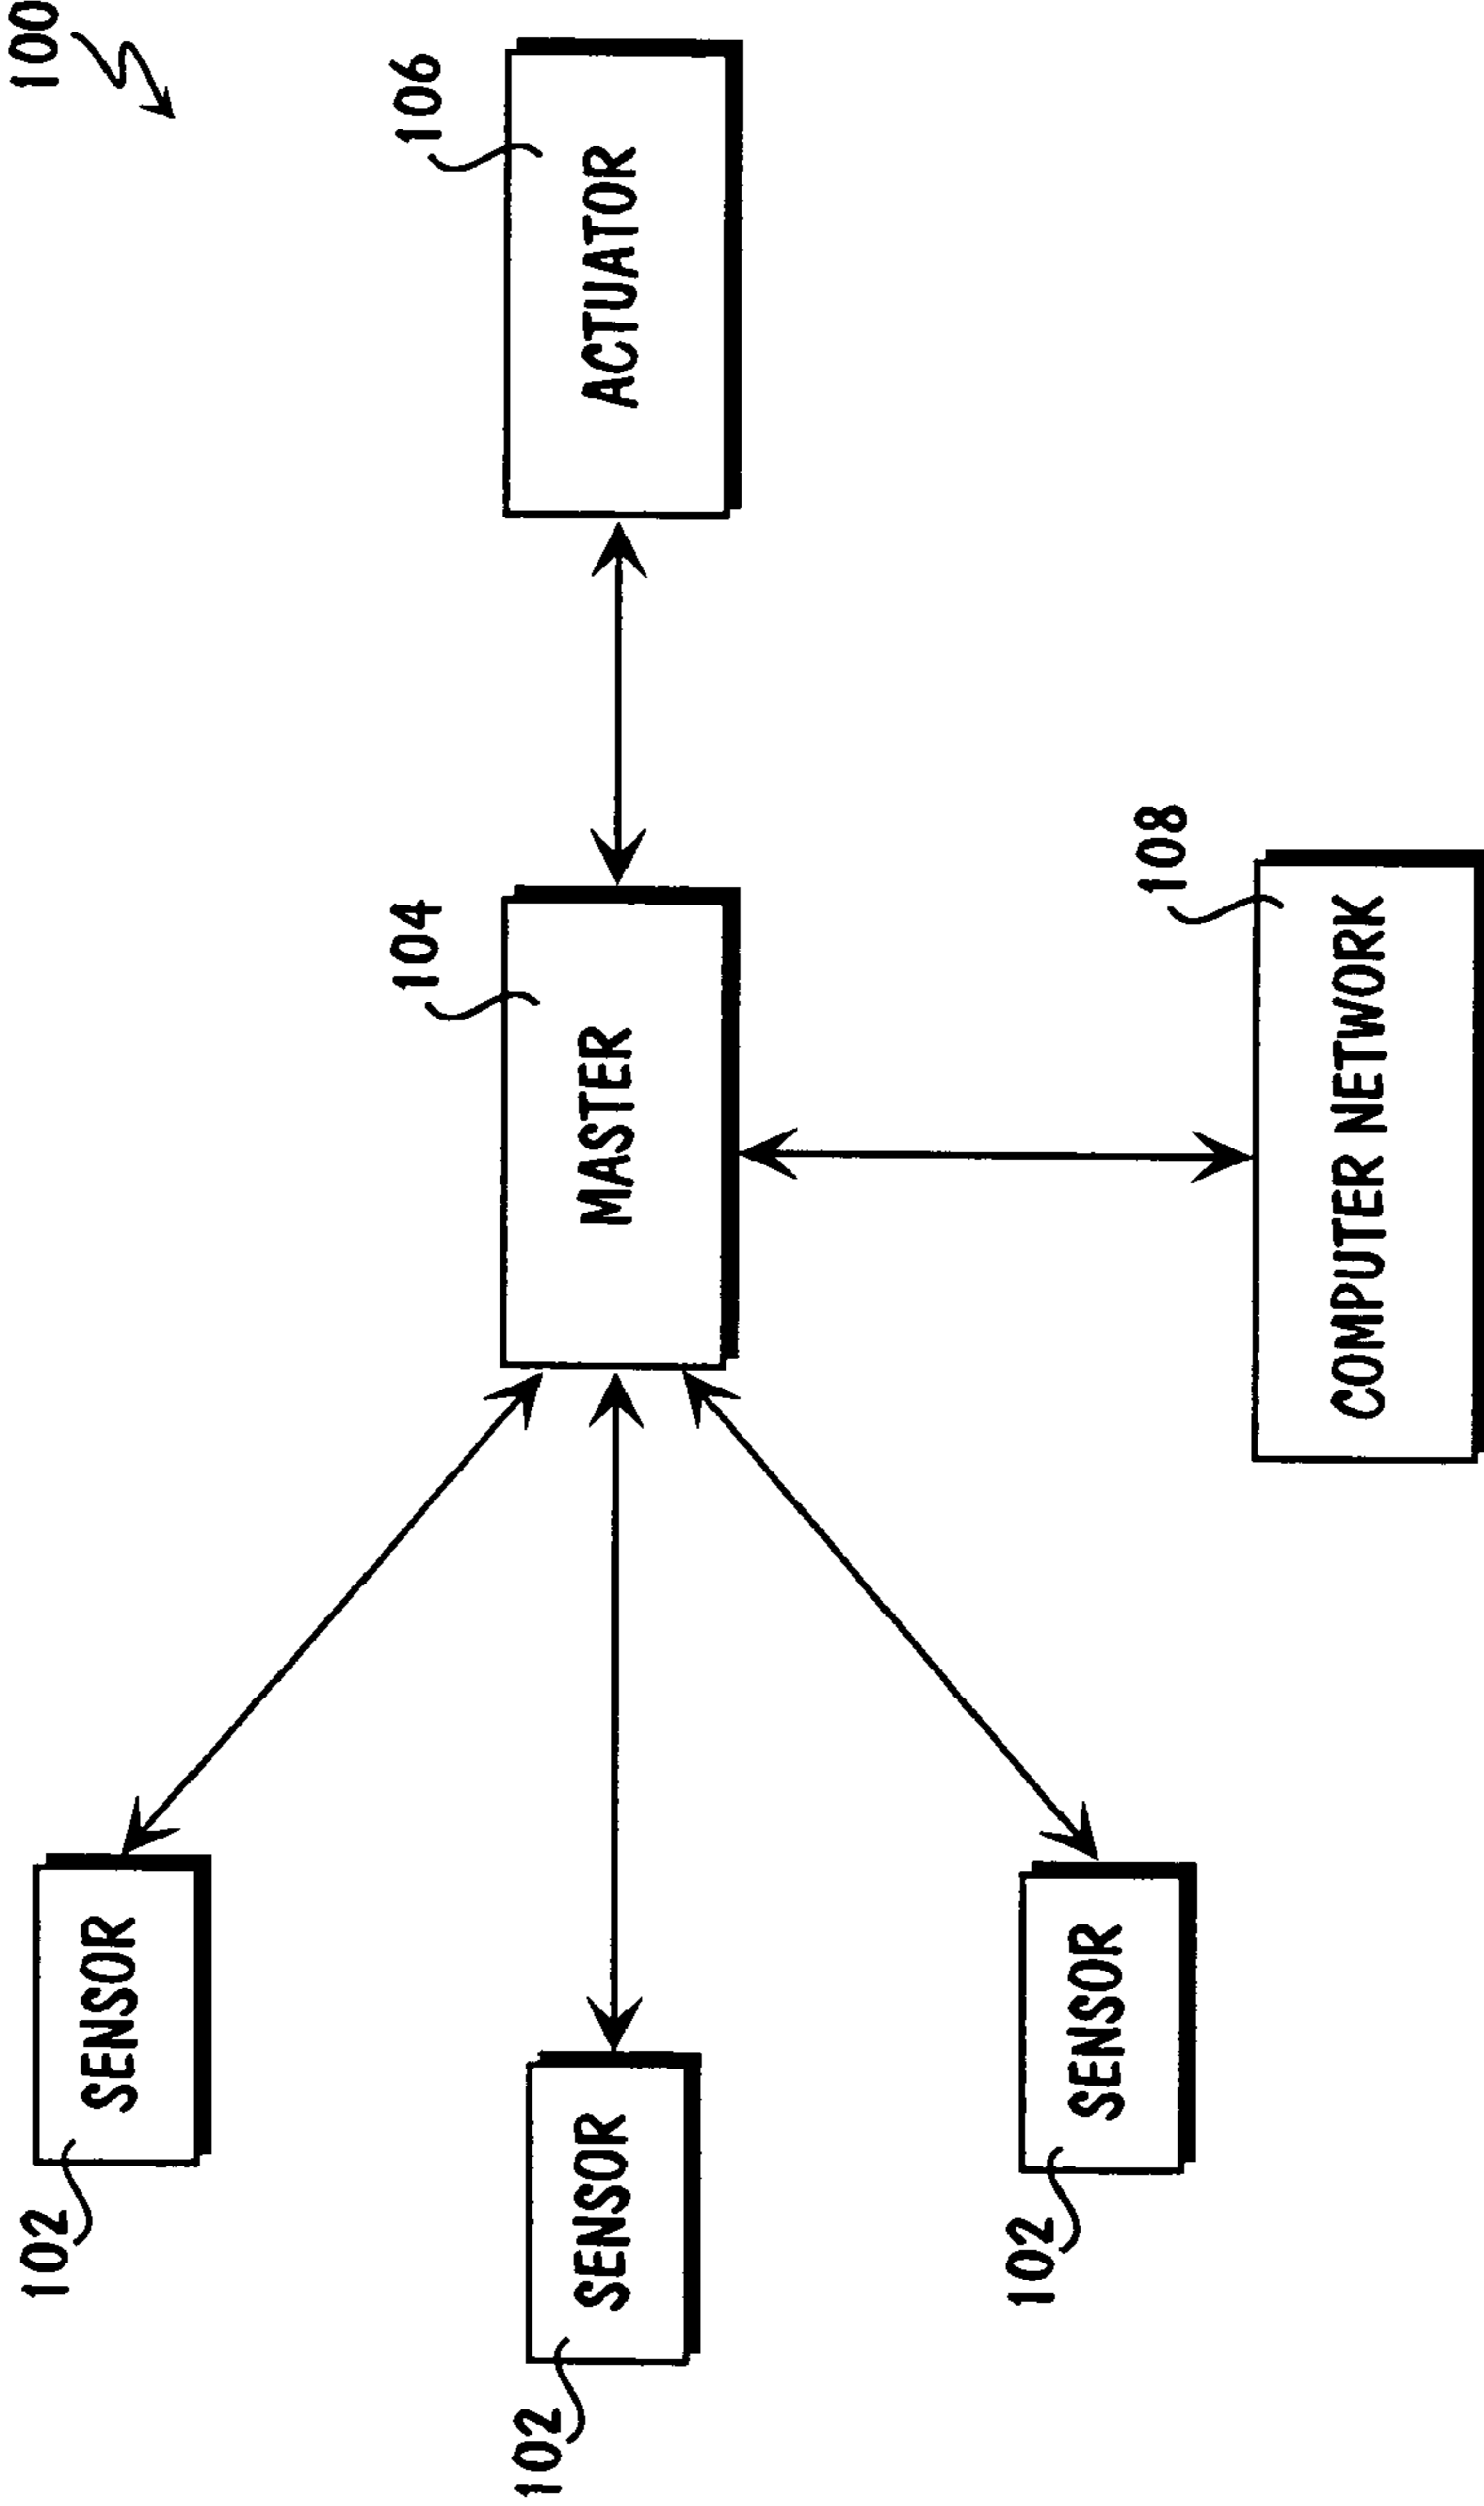 100
102
SENSOR
104
106
102
SENSOR
MASTER
ACTUATOR
102
SENSOR
108
COMPUTER NETWORK